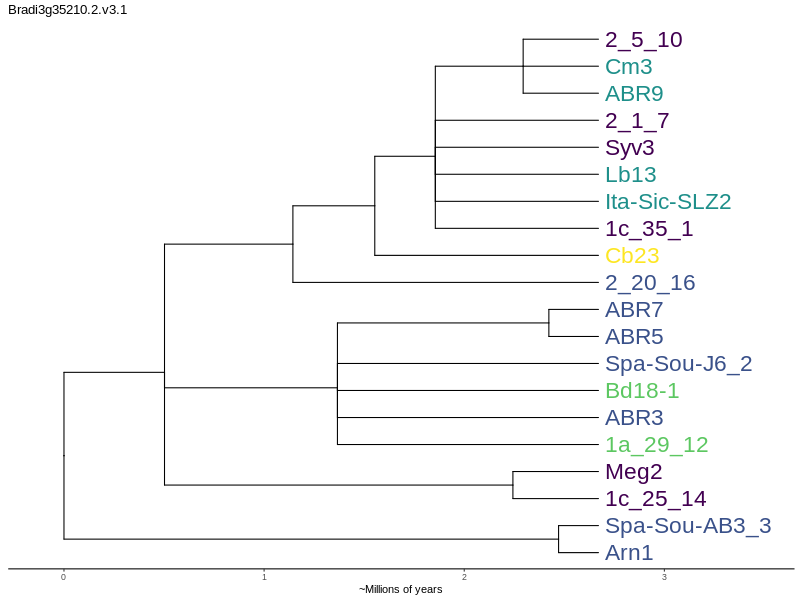 Bradi3g35210.2.v3.1
2_5_10
Cm3
ABR9
2_1_7
Syv3
Lb13
Ita-Sic-SLZ2
1c_35_1
Cb23
2_20_16
ABR7
ABR5
Spa-Sou-J6_2
Bd18-1
ABR3
1a_29_12
Meg2
1c_25_14
Spa-Sou-AB3_3
Arn1
0 1 2 3
~Millions of years